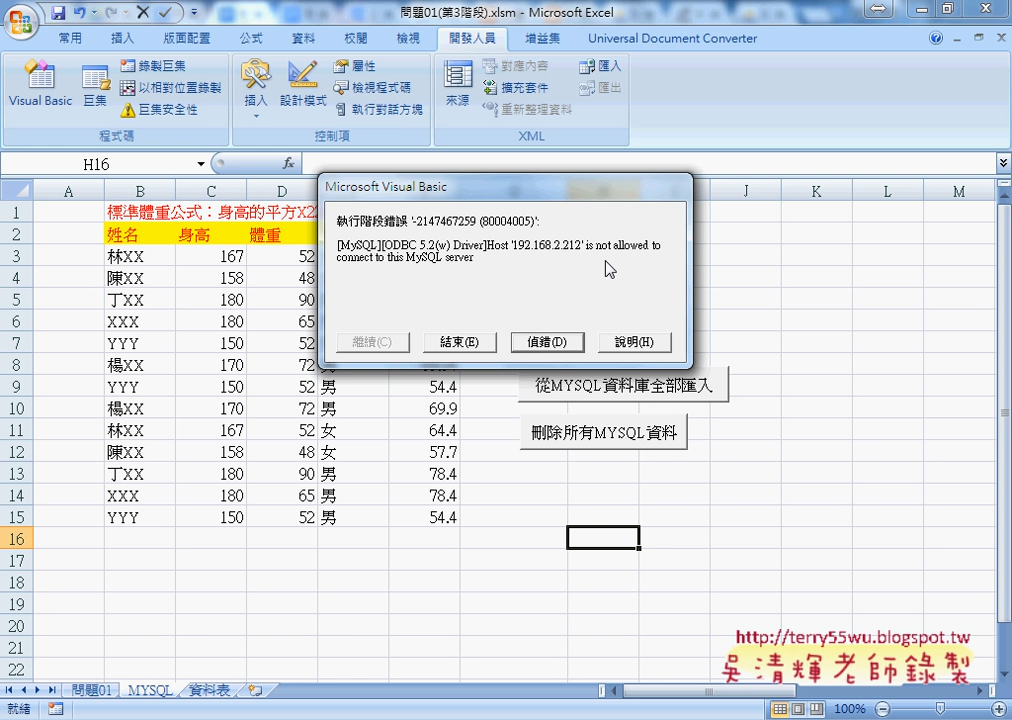 問題01(第3階段).xlsm - Microsoft Excel
常用 插入 版面配置 公式 資料 校閱 檢視 開發人員 增益集 Universal Document Converter
Visual Basic
巨集
錄製巨集
以相對位置錄製
巨集安全性
程式碼
插入
設計模式
屬性
檢視程式碼
執行對話方塊
控制項
來源
對應內容
擴充套件
重新整理資料
匯入
匯出
XML
H16
fx
A B C D J K L M
1 標準體重公式：身高的平方X2
2 姓名 身高 體重
3 林XX 167 52
4 陳XX 158 48
5 丁XX 180 90
6 XXX 180 65
7 YYY 150 52
8 楊XX 170 72
9 YYY 150 52 男 54.4
10 楊XX 170 72 男 69.9
11 林XX 167 52 女 64.4
12 陳XX 158 48 女 57.7
13 丁XX 180 90 男 78.4
14 XXX 180 65 男 78.4
15 YYY 150 52 男 54.4
16
17
18
19
20
21
22
Microsoft Visual Basic
執行階段錯誤 '-2147467259 (80004005)':
[MySQL][ODBC 5.2(w) Driver]Host '192.168.2.212' is not allowed to
connect to this MySQL server
繼續(C) 結束(E) 偵錯(D) 說明(H)
從MYSQL資料庫全部匯入
刪除所有MYSQL資料
http://terry55wu.blogspot.tw
吳清輝老師錄製
問題01 MYSQL 資料表
就緒
100%